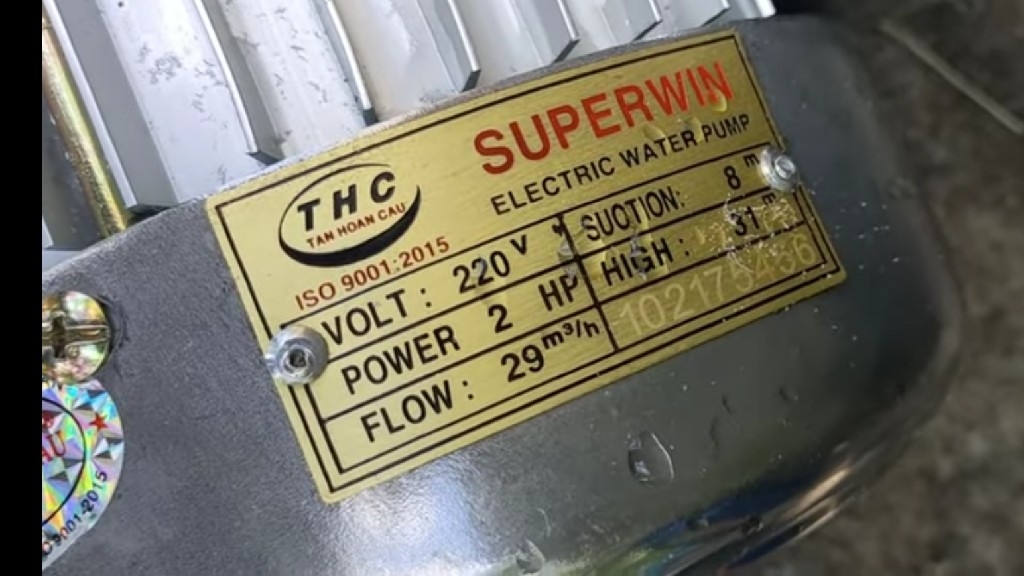 SUPERWIN
ELECTRIC WATER PUMP
THC
TAN HOAN CAU
ISO 9001:2015
VOLT : 220 V
SUCTION: 8 m
POWER 2 HP
HIGH : 31 m
FLOW : 29 m³/h
102175456